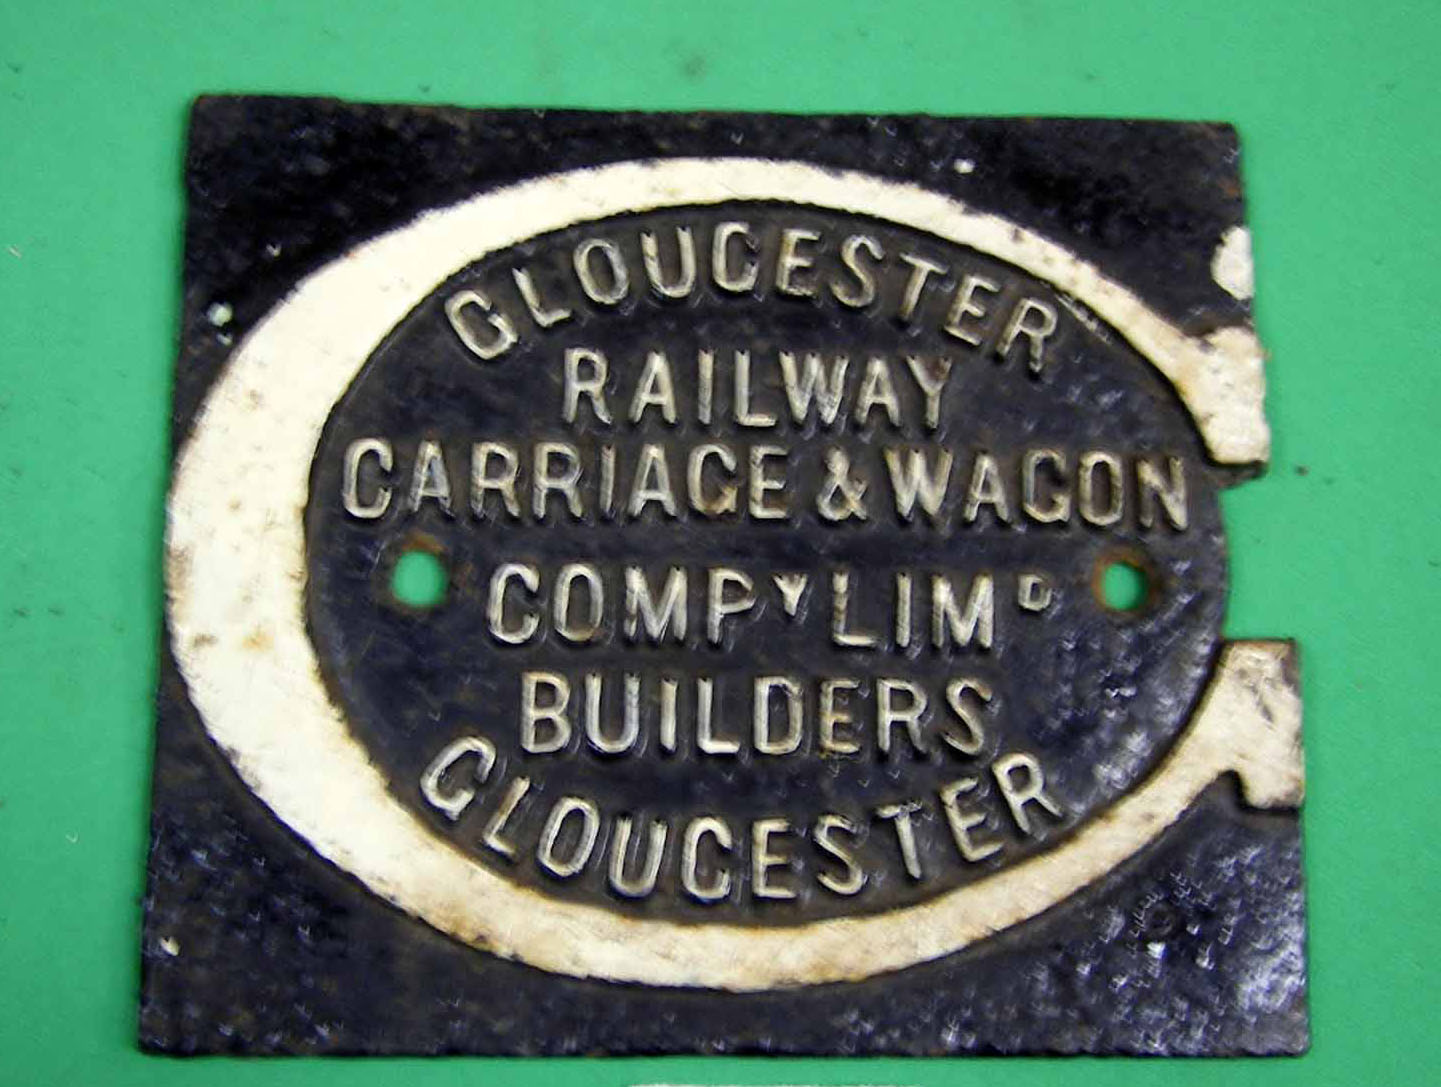 GLOUCESTER
RAILWAY
CARRIAGE & WAGON
COMPY LIMD
BUILDERS
GLOUCESTER